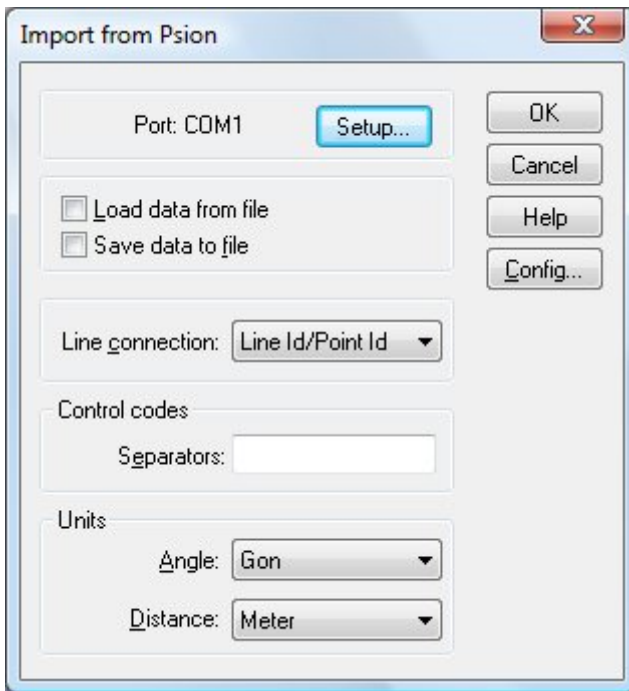 Import from Psion
Port: COM1
Setup...
OK
Cancel
Load data from file
Save data to file
Help
Config...
Line connection:
Line Id/Point Id
Control codes
Separators:
Units
Angle:
Gon
Distance:
Meter